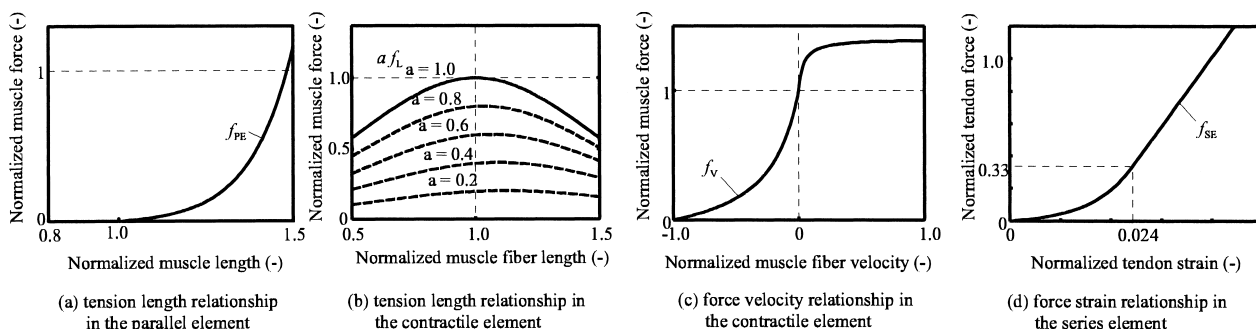 Normalized muscle force (-)
1
0
0.8
1.0
1.5
f_PE
Normalized muscle length (-)
(a) tension length relationship
in the parallel element
Normalized muscle force (-)
1.0
0.5
0
0.5
1.0
1.5
a f_L
a = 1.0
a = 0.8
a = 0.6
a = 0.4
a = 0.2
Normalized muscle fiber length (-)
(b) tension length relationship in
the contractile element
Normalized muscle force (-)
1
0
-1.0
0
1.0
f_V
Normalized muscle fiber velocity (-)
(c) force velocity relationship in
the contractile element
Normalized tendon force (-)
1.0
0.33
0
0
0.024
f_SE
Normalized tendon strain (-)
(d) force strain relationship in
the series element